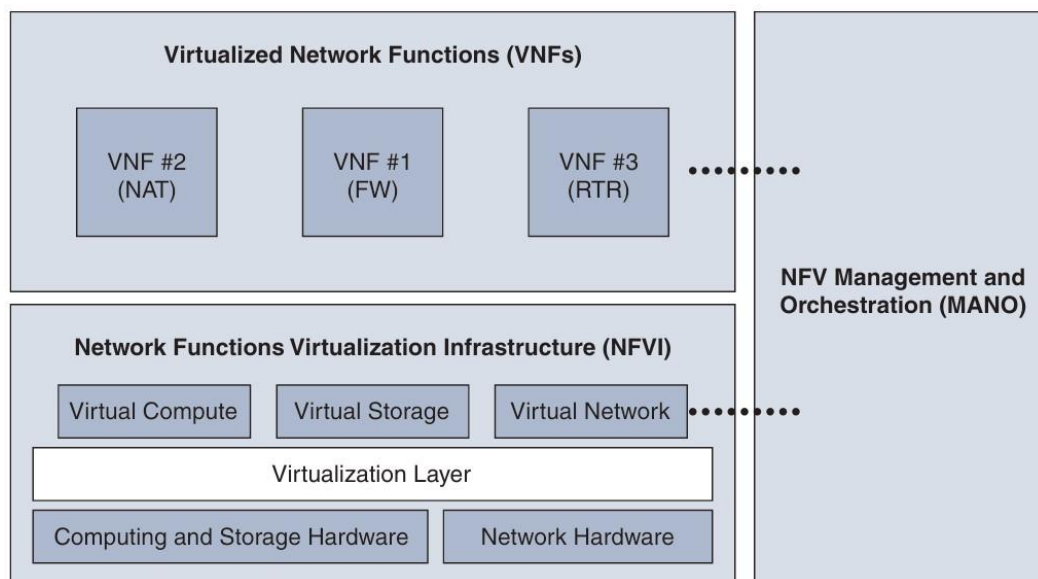 Virtualized Network Functions (VNFs)
VNF #2
(NAT)
VNF #1
(FW)
VNF #3
(RTR)
NFV Management and
Orchestration (MANO)
Network Functions Virtualization Infrastructure (NFVI)
Virtual Compute
Virtual Storage
Virtual Network
Virtualization Layer
Computing and Storage Hardware
Network Hardware